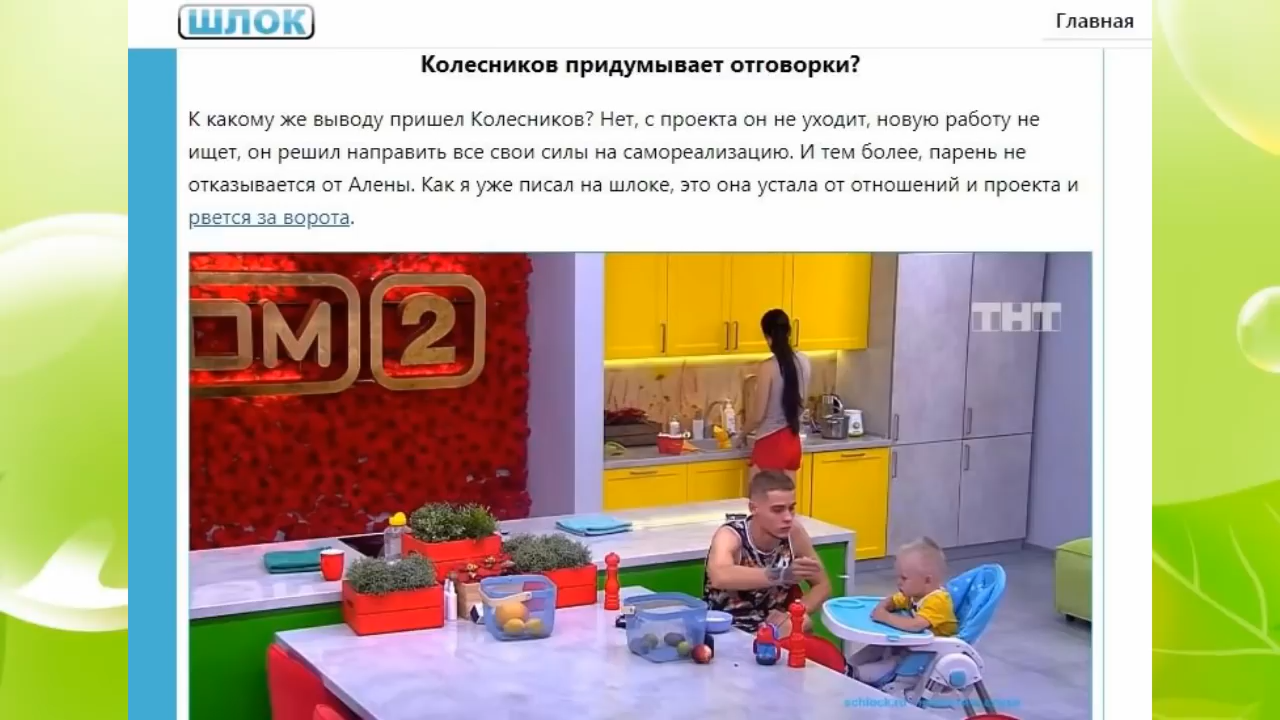 ШЛОК
Главная
Колесников придумывает отговорки?
К какому же выводу пришел Колесников? Нет, с проекта он не уходит, новую работу не
ищет, он решил направить все свои силы на самореализацию. И тем более, парень не
отказывается от Алены. Как я уже писал на шлоке, это она устала от отношений и проекта и
рвется за ворота.
ОМ 2
ТНТ
schlock.ru